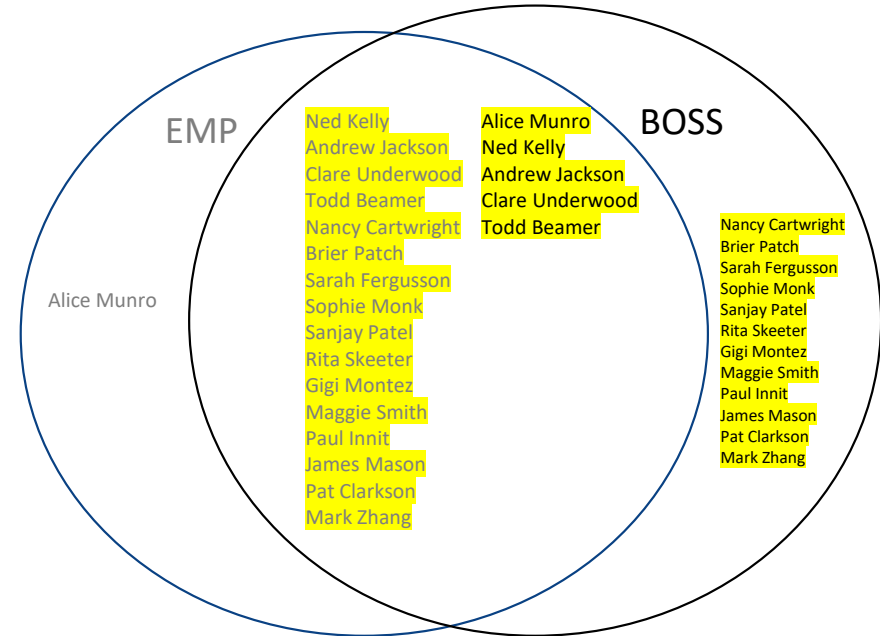 EMP
BOSS
Alice Munro
Ned Kelly
Andrew Jackson
Clare Underwood
Todd Beamer
Nancy Cartwright
Brier Patch
Sarah Fergusson
Sophie Monk
Sanjay Patel
Rita Skeeter
Gigi Montez
Maggie Smith
Paul Innit
James Mason
Pat Clarkson
Mark Zhang
Alice Munro
Ned Kelly
Andrew Jackson
Clare Underwood
Todd Beamer
Nancy Cartwright
Brier Patch
Sarah Fergusson
Sophie Monk
Sanjay Patel
Rita Skeeter
Gigi Montez
Maggie Smith
Paul Innit
James Mason
Pat Clarkson
Mark Zhang